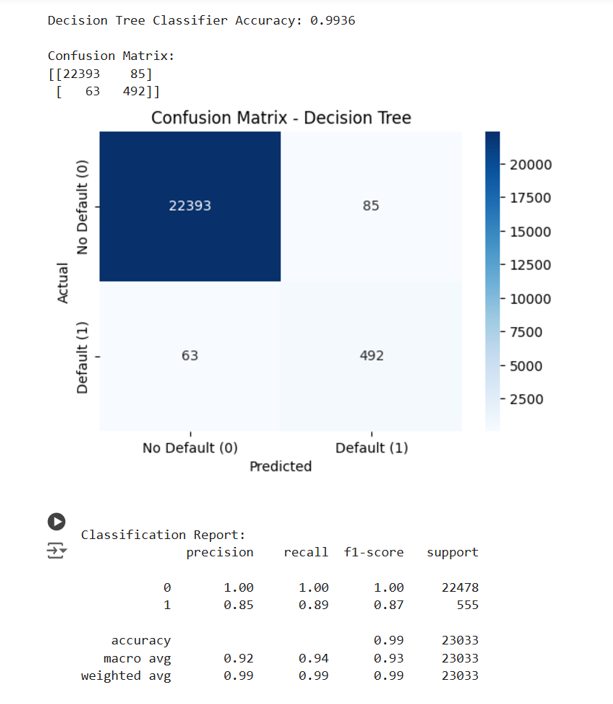 Decision Tree Classifier Accuracy: 0.9936
Confusion Matrix:
[[22393 85]
[ 63 492]]
Confusion Matrix - Decision Tree
Actual
No Default (0)
Default (1)
22393 85
63 492
No Default (0) Default (1)
Predicted
20000
17500
15000
12500
10000
7500
5000
2500
Classification Report:
precision recall f1-score support
0 1.00 1.00 1.00 22478
1 0.85 0.89 0.87 555
accuracy 0.99 23033
macro avg 0.92 0.94 0.93 23033
weighted avg 0.99 0.99 0.99 23033